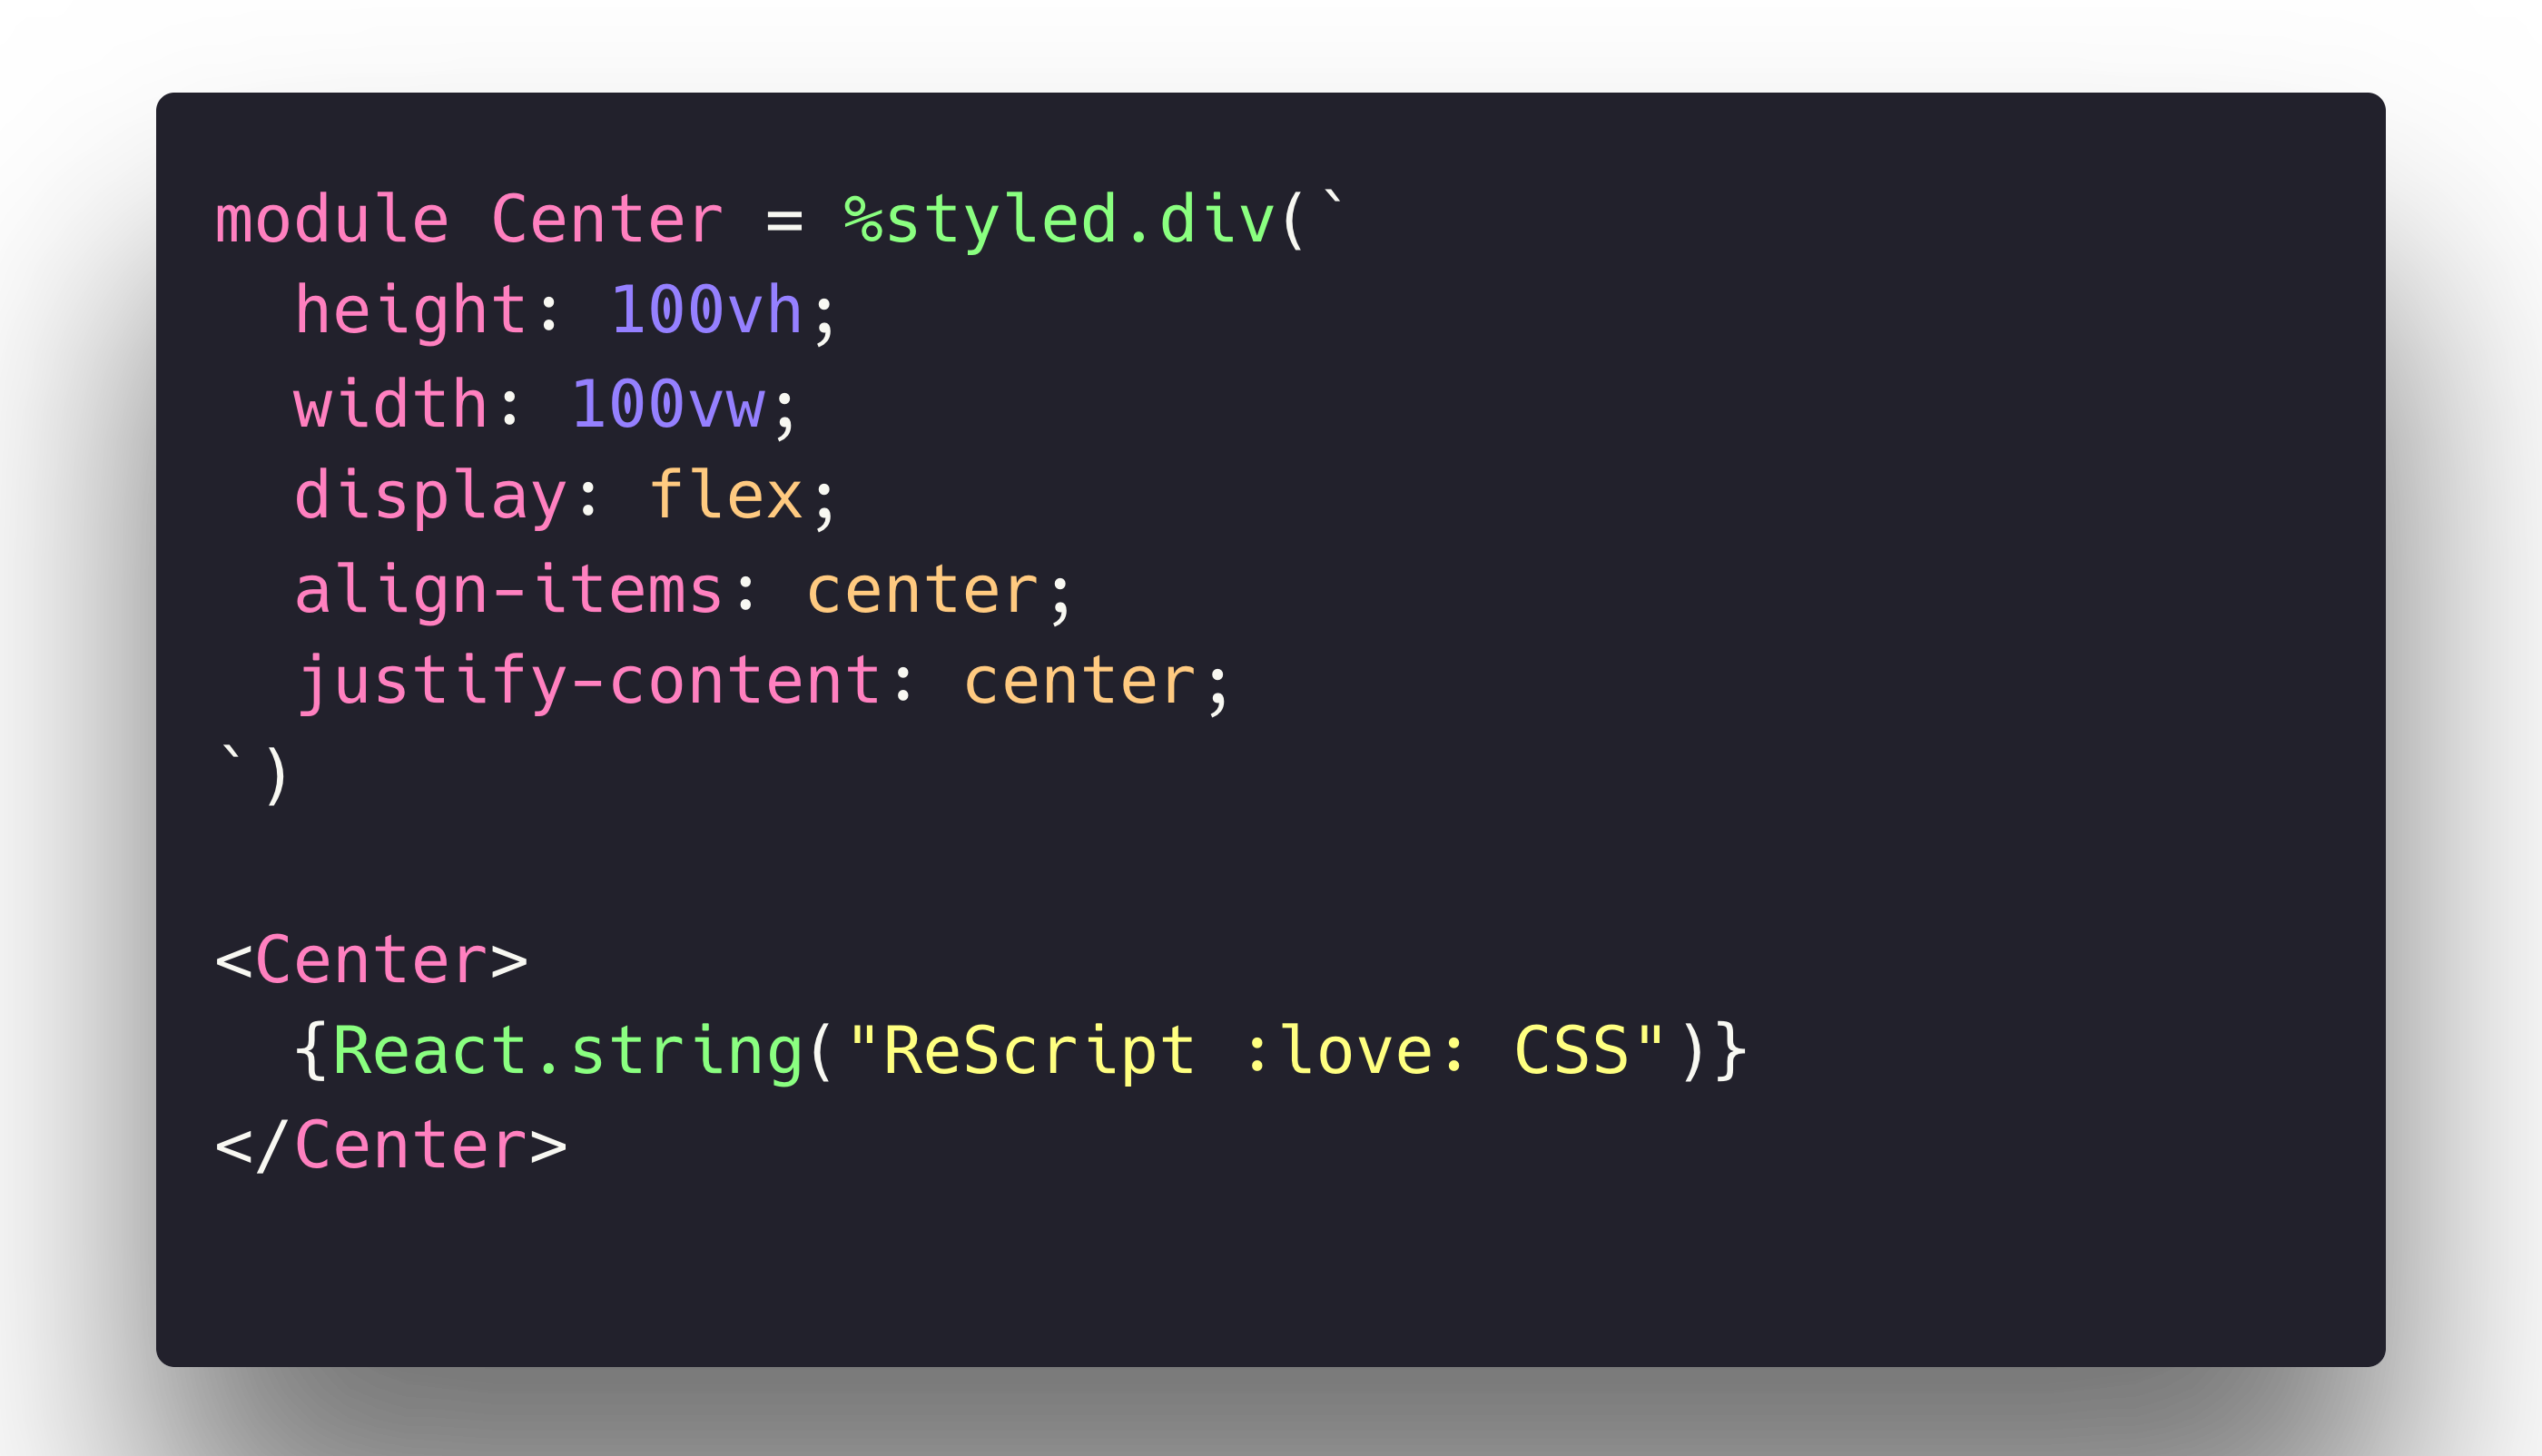 module Center = %styled.div(`
  height: 100vh;
  width: 100vw;
  display: flex;
  align-items: center;
  justify-content: center;
`)

<Center>
  {React.string("ReScript :love: CSS")}
</Center>